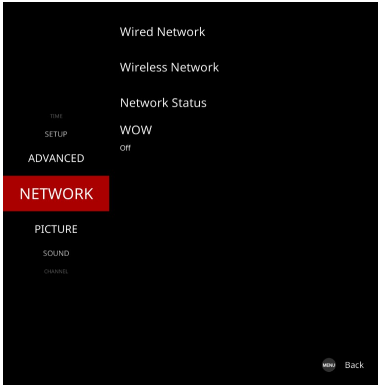 Wired Network
Wireless Network
Network Status
WOW
Off
TIME
SETUP
ADVANCED
NETWORK
PICTURE
SOUND
CHANNEL
MENU Back